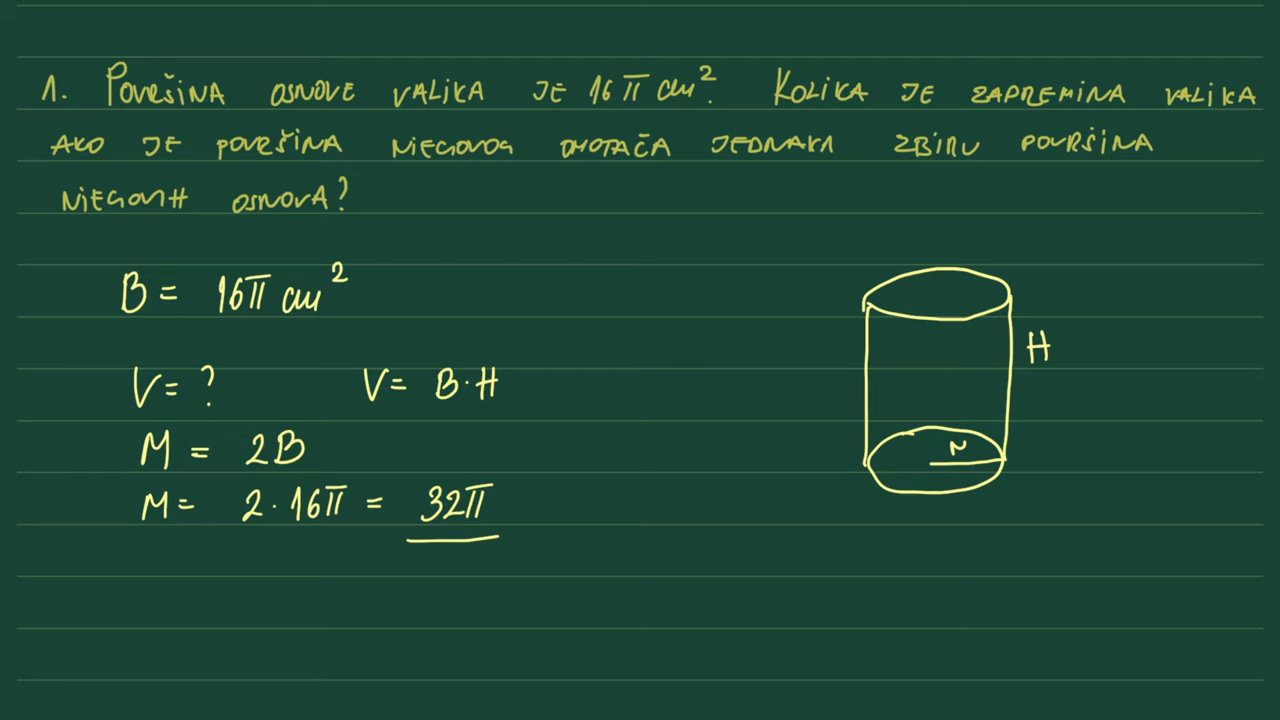 1. POVRŠINA OSNOVE VALJKA JE 16π cm². KOLIKA JE ZAPREMINA VALJKA
AKO JE POVRŠINA NJEGOVOG OMOTAČA JEDNAKA ZBIRU POVRŠINA
NJEGOVIH OSNOVA?
B = 16π cm²
H
V = ? V = B · H
M = 2B
r
M = 2 · 16π = 32π